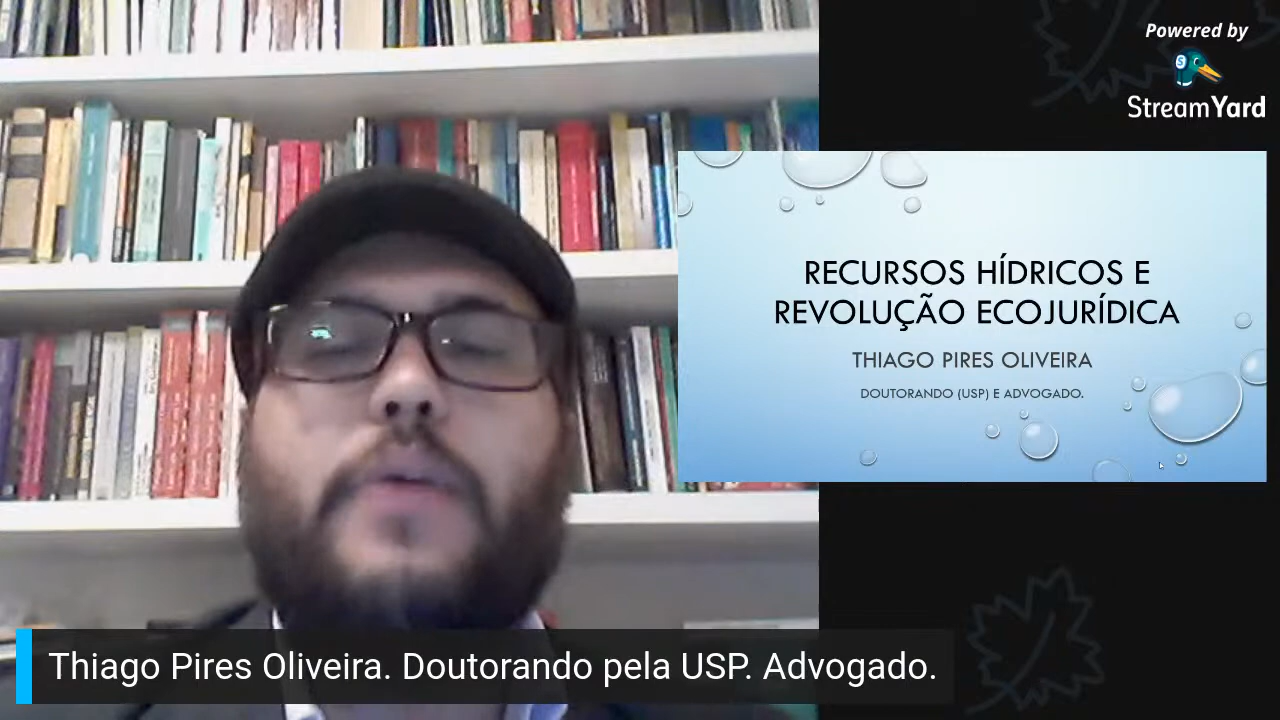 Powered by
StreamYard
RECURSOS HÍDRICOS E
REVOLUÇÃO ECOJURÍDICA
THIAGO PIRES OLIVEIRA
DOUTORANDO (USP) E ADVOGADO.
Thiago Pires Oliveira. Doutorando pela USP. Advogado.